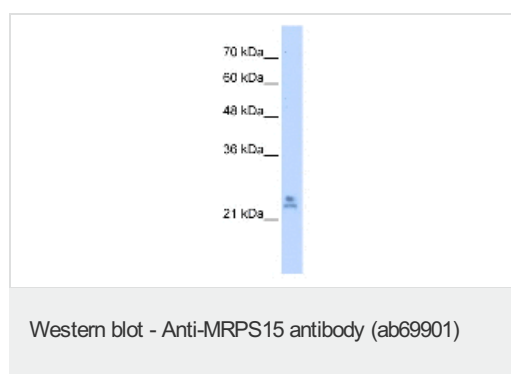 70 kDa
60 kDa
48 kDa
36 kDa
21 kDa
Western blot - Anti-MRPS15 antibody (ab69901)